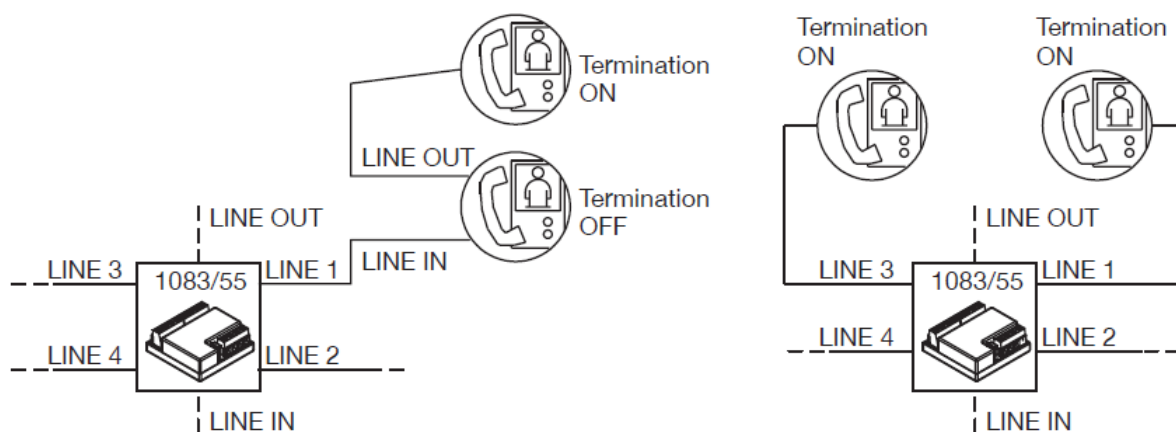 Termination
ON
LINE OUT
Termination
OFF
LINE OUT
LINE IN
LINE 3
LINE 1
1083/55
LINE 4
LINE 2
LINE IN
Termination
ON
Termination
ON
LINE OUT
LINE 3
LINE 1
1083/55
LINE 4
LINE 2
LINE IN